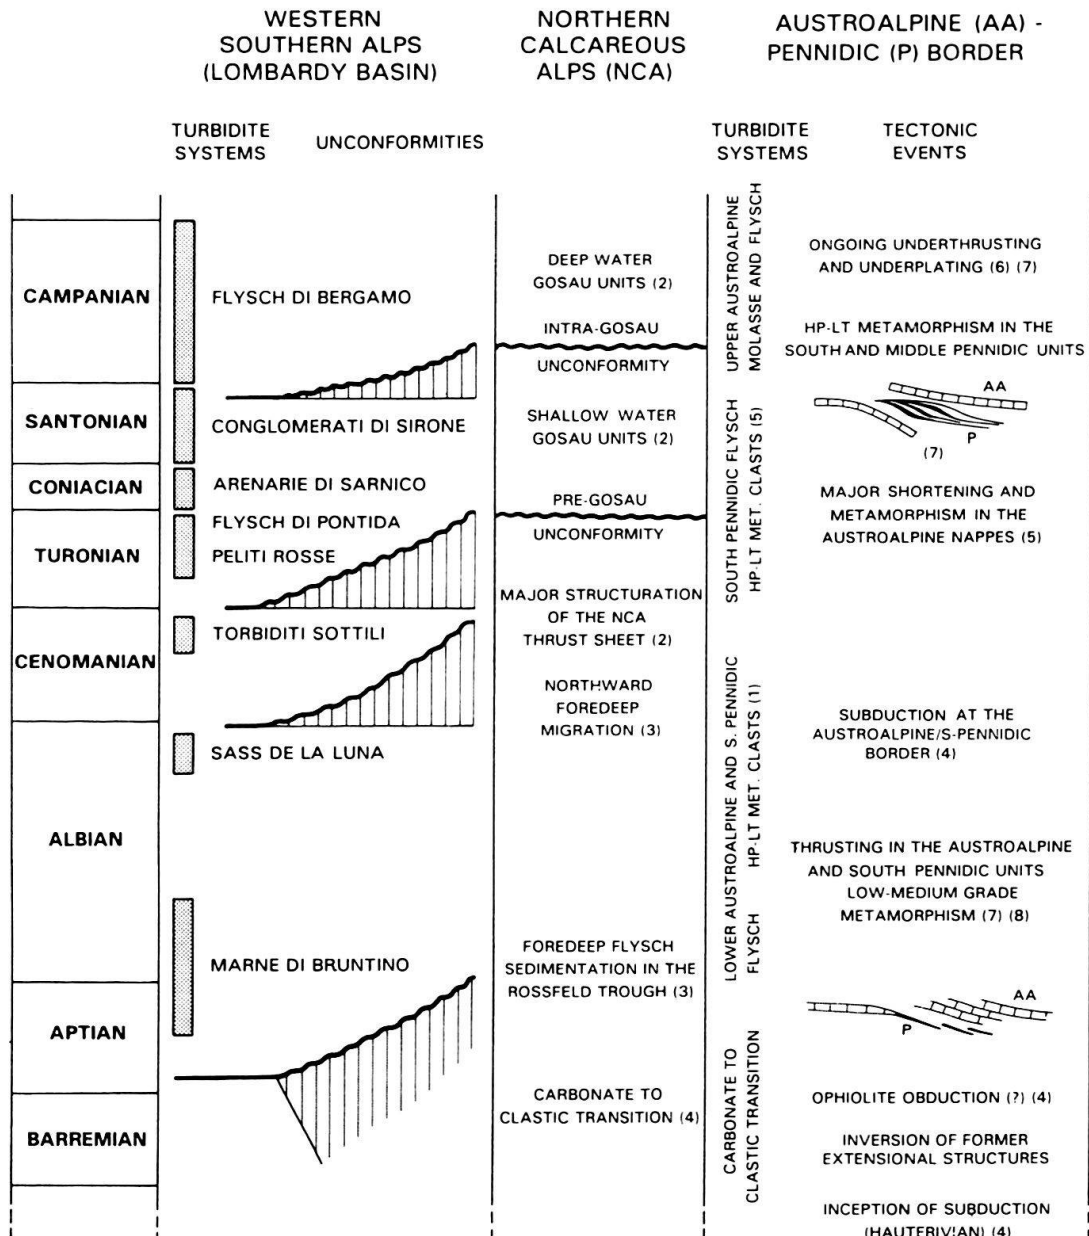 WESTERN
SOUTHERN ALPS
(LOMBARDY BASIN)
NORTHERN
CALCAREOUS
ALPS (NCA)
AUSTROALPINE (AA) -
PENNIDIC (P) BORDER
TURBIDITE
SYSTEMS
UNCONFORMITIES
TURBIDITE
SYSTEMS
TECTONIC
EVENTS
CAMPANIAN
SANTONIAN
CONIACIAN
TURONIAN
CENOMANIAN
ALBIAN
APTIAN
BARREMIAN
FLYSCH DI BERGAMO
CONGLOMERATI DI SIRONE
ARENARIE DI SARNICO
FLYSCH DI PONTIDA
PELITI ROSSE
TORBIDITI SOTTILI
SASS DE LA LUNA
MARNE DI BRUNTINO
DEEP WATER
GOSAU UNITS (2)
INTRA-GOSAU
UNCONFORMITY
SHALLOW WATER
GOSAU UNITS (2)
PRE-GOSAU
UNCONFORMITY
MAJOR STRUCTURATION
OF THE NCA
THRUST SHEET (2)
NORTHWARD
FOREDEEP
MIGRATION (3)
FOREDEEP FLYSCH
SEDIMENTATION IN THE
ROSSFELD TROUGH (3)
CARBONATE TO
CLASTIC TRANSITION (4)
UPPER AUSTROALPINE
MOLASSE AND FLYSCH
SOUTH PENNIDIC FLYSCH
HP-LT MET. CLASTS (5)
LOWER AUSTROALPINE AND S. PENNIDIC
FLYSCH HP-LT MET. CLASTS (1)
CARBONATE TO
CLASTIC TRANSITION
ONGOING UNDERTHRUSTING
AND UNDERPLATING (6) (7)
HP-LT METAMORPHISM IN THE
SOUTH AND MIDDLE PENNIDIC UNITS
AA
P
(7)
MAJOR SHORTENING AND
METAMORPHISM IN THE
AUSTROALPINE NAPPES (5)
SUBDUCTION AT THE
AUSTROALPINE/S-PENNIDIC
BORDER (4)
THRUSTING IN THE AUSTROALPINE
AND SOUTH PENNIDIC UNITS
LOW-MEDIUM GRADE
METAMORPHISM (7) (8)
AA
P
OPHIOLITE OBDUCTION (?) (4)
INVERSION OF FORMER
EXTENSIONAL STRUCTURES
INCEPTION OF SUBDUCTION
(HAUTERIVIAN) (4)